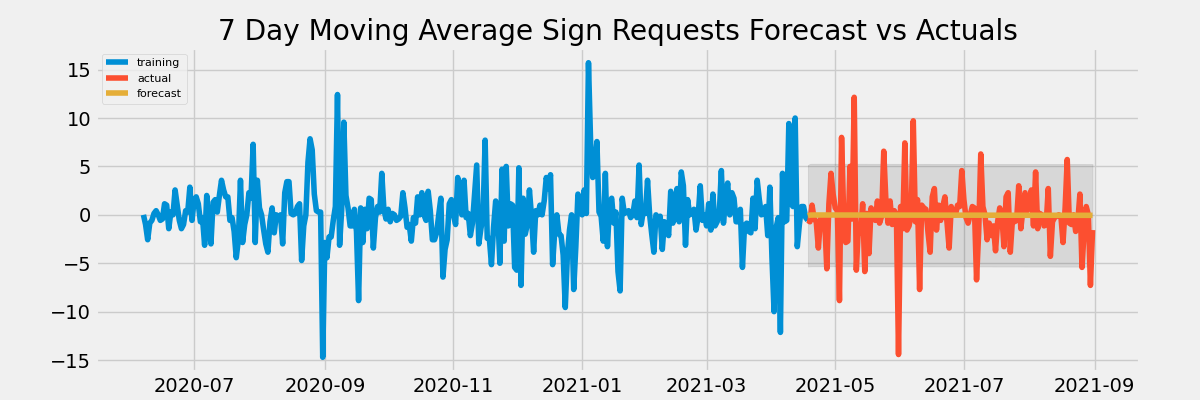 7 Day Moving Average Sign Requests Forecast vs Actuals
training
actual
forecast
15
10
5
0
−5
−10
−15
2020-07 2020-09 2020-11 2021-01 2021-03 2021-05 2021-07 2021-09